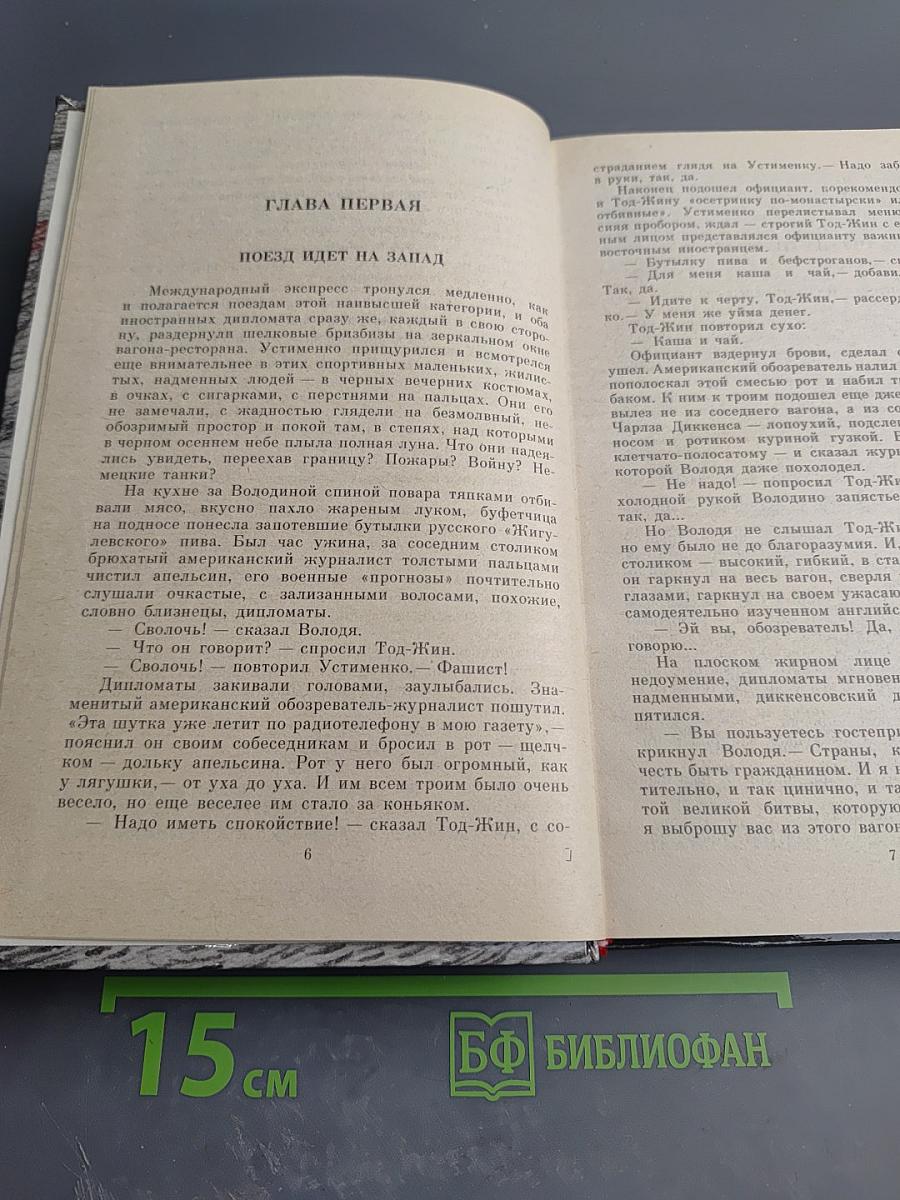 ГЛАВА ПЕРВАЯ
ПОЕЗД ИДЕТ НА ЗАПАД
Международный экспресс тронулся медленно, как
и полагается поездам этой наивысшей категории, и оба
иностранных дипломата сразу же, каждый в свою сторо-
ну, раздернули шелковые бризбизы на зеркальном окне
вагона-ресторана. Устименко прищурился и всмотрелся
еще внимательнее в этих спортивных маленьких, жилис-
тых, надменных людей — в черных вечерних костюмах,
в очках, с сигарками, с перстнями на пальцах. Они его
не замечали, с жадностью глядели на безмолвный, не-
обозримый простор и покой там, в степях, над которыми
в черном осеннем небе плыла полная луна. Что они надея-
лись увидеть, переехав границу? Пожары? Войну? Не-
мецкие танки?
На кухне за Володиной спиной повара тяпками отби-
вали мясо, вкусно пахло жареным луком, буфетчица
на подносе понесла запотевшие бутылки русского «Жигу-
левского» пива. Был час ужина, за соседним столиком
брюхатый американский журналист толстыми пальцами
чистил апельсин, его военные «прогнозы» почтительно
слушали очкастые, с зализанными волосами, похожие,
словно близнецы, дипломаты.
— Сволочь! — сказал Володя.
— Что он говорит? — спросил Тод-Жин.
— Сволочь! — повторил Устименко.— Фашист!
Дипломаты закивали головами, заулыбались. Зна-
менитый американский обозреватель-журналист пошутил.
«Эта шутка уже летит по радиотелефону в мою газету»,—
пояснил он своим собеседникам и бросил в рот — щелч-
ком — дольку апельсина. Рот у него был огромный, как
у лягушки,— от уха до уха. И им всем троим было очень
весело, но еще веселее им стало за коньяком.
— Надо иметь спокойствие! — сказал Тод-Жин, с со-
6
страданием глядя на Устименку.— Надо
в руки, так, да.
Наконец подошел официант,
и Тод-Жину «осетринку по-монастырски»
отбивные». Устименко перелистывал
сияя пробором, ждал — строгий Тод-Жин с
ным лицом представлялся официанту
восточным иностранцем.
— Бутылку пива и бефстроганов,—
— Для меня каша и чай,—
Так, да.
— Идите к черту, Тод-Жин,—
ко.— У меня же уйма денег.
Тод-Жин повторил сухо:
— Каша и чай.
Официант вздернул брови, сделал
ушел. Американский обозреватель налил
пополоскал этой смесью рот и набил
баком. К ним к троим подошел еще
вылез не из соседнего вагона, а из
Чарлза Диккенса — лопоухий,
носом и ротиком куриной гузкой.
клетчато-полосатому — и сказал
которой Володя даже похолодел.
— Не надо! — попросил
холодной рукой Володино запястье
так, да...
Но Володя не слышал
но ему было не до благоразумия. И,
столиком — высокий, гибкий, в
он гаркнул на весь вагон, сверля
глазами, гаркнул на своем
самодеятельно изученном
— Эй вы, обозреватель! Да,
говорю...
На плоском жирном лице
недоумение, дипломаты
надменными, диккенсовский
пятился.
— Вы пользуетесь
крикнул Володя.— Страны,
честь быть гражданином. И я
тительно, и так цинично, и
той великой битвы,
я выброшу вас из этого
7
15 см
БФ БИБЛИОФАН